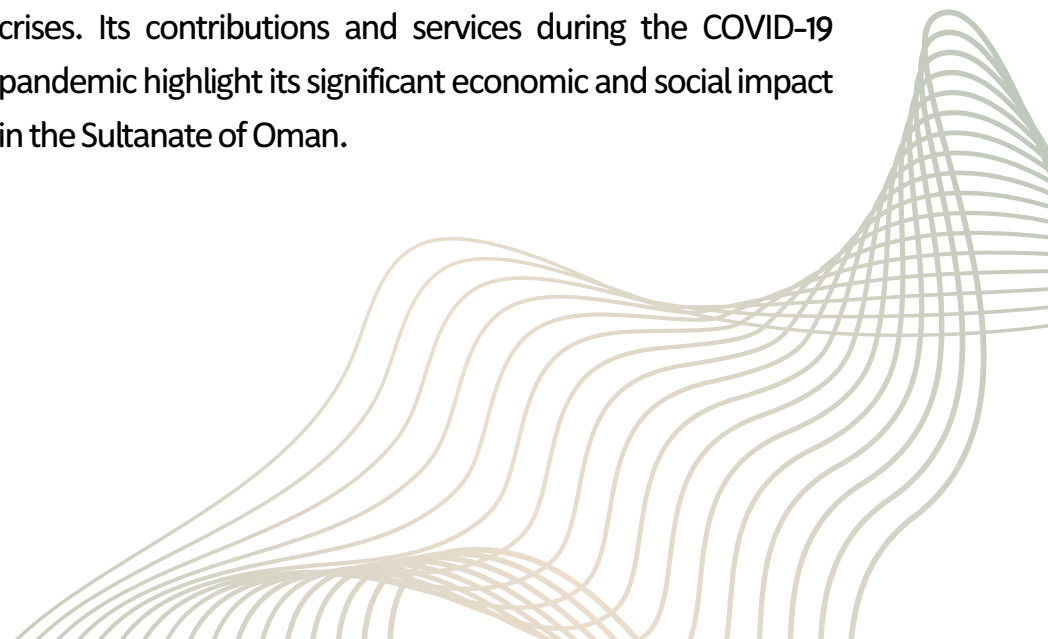 crises. Its contributions and services during the COVID-19
pandemic highlight its significant economic and social impact
in the Sultanate of Oman.